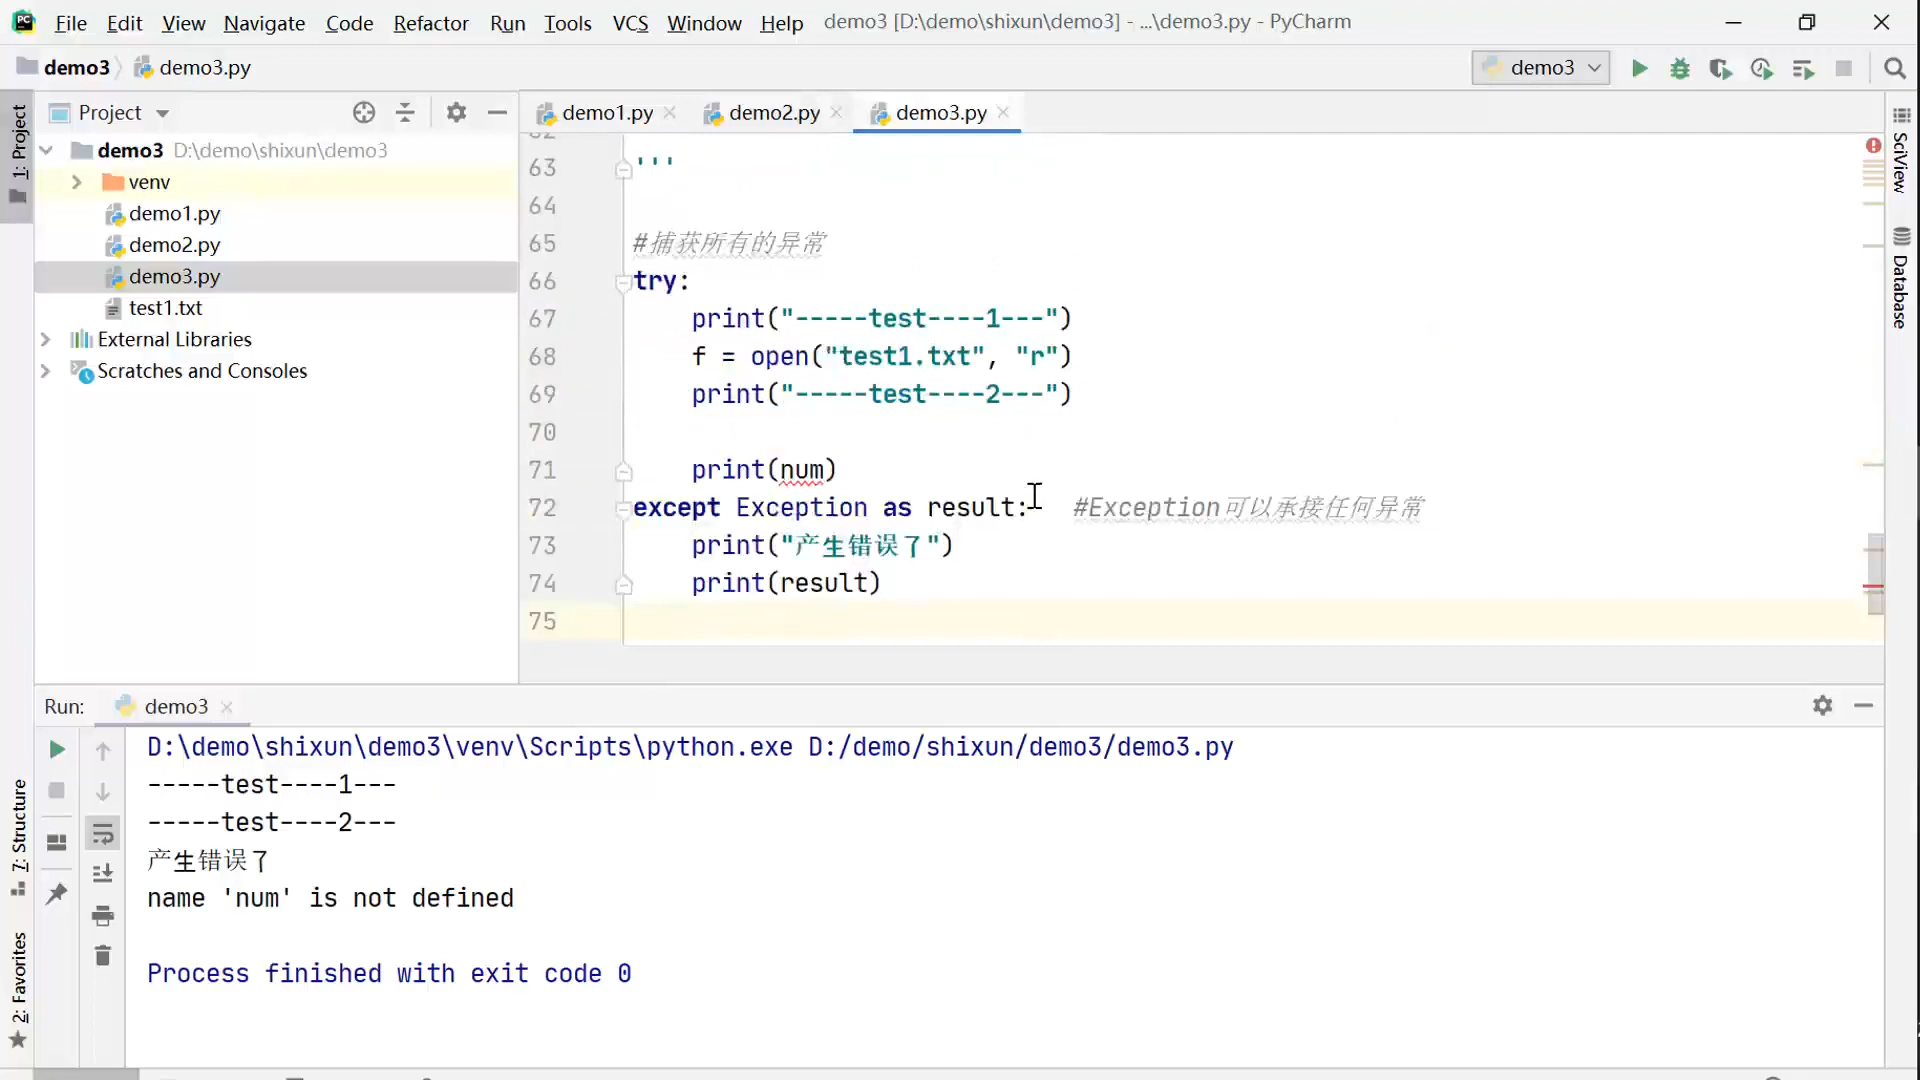 File Edit View Navigate Code Refactor Run Tools VCS Window Help demo3 [D:\demo\shixun\demo3] - ...\demo3.py - PyCharm
demo3 demo3.py demo3
1: Project
Project
demo3 D:\demo\shixun\demo3
venv
demo1.py
demo2.py
demo3.py
test1.txt
External Libraries
Scratches and Consoles
demo1.py demo2.py demo3.py
62
63 '''
64
65 #捕获所有的异常
66 try:
67 print("-----test----1---")
68 f = open("test1.txt", "r")
69 print("-----test----2---")
70
71 print(num)
72 except Exception as result: #Exception可以承接任何异常
73 print("产生错误了")
74 print(result)
75
SciView
Database
Run: demo3
D:\demo\shixun\demo3\venv\Scripts\python.exe D:/demo/shixun/demo3/demo3.py
-----test----1---
-----test----2---
产生错误了
name 'num' is not defined
Process finished with exit code 0
7: Structure
2: Favorites